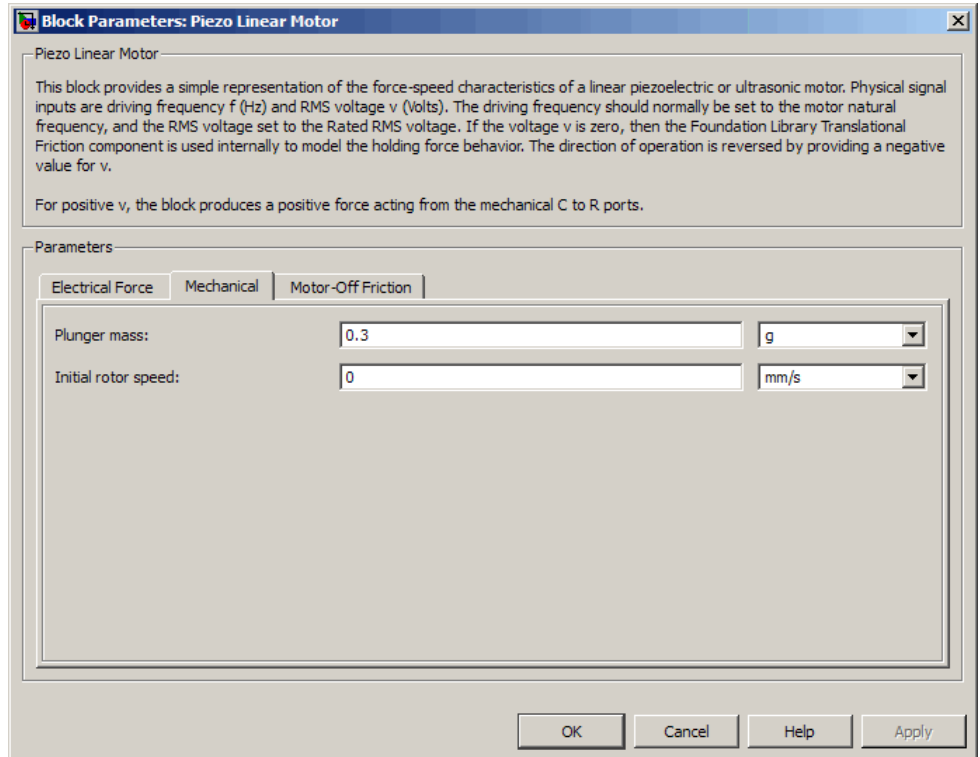 Block Parameters: Piezo Linear Motor
Piezo Linear Motor
This block provides a simple representation of the force-speed characteristics of a linear piezoelectric or ultrasonic motor. Physical signal
inputs are driving frequency f (Hz) and RMS voltage v (Volts). The driving frequency should normally be set to the motor natural
frequency, and the RMS voltage set to the Rated RMS voltage. If the voltage v is zero, then the Foundation Library Translational
Friction component is used internally to model the holding force behavior. The direction of operation is reversed by providing a negative
value for v.
For positive v, the block produces a positive force acting from the mechanical C to R ports.
Parameters
Electrical Force Mechanical Motor-Off Friction
Plunger mass: 0.3 g
Initial rotor speed: 0 mm/s
OK Cancel Help Apply